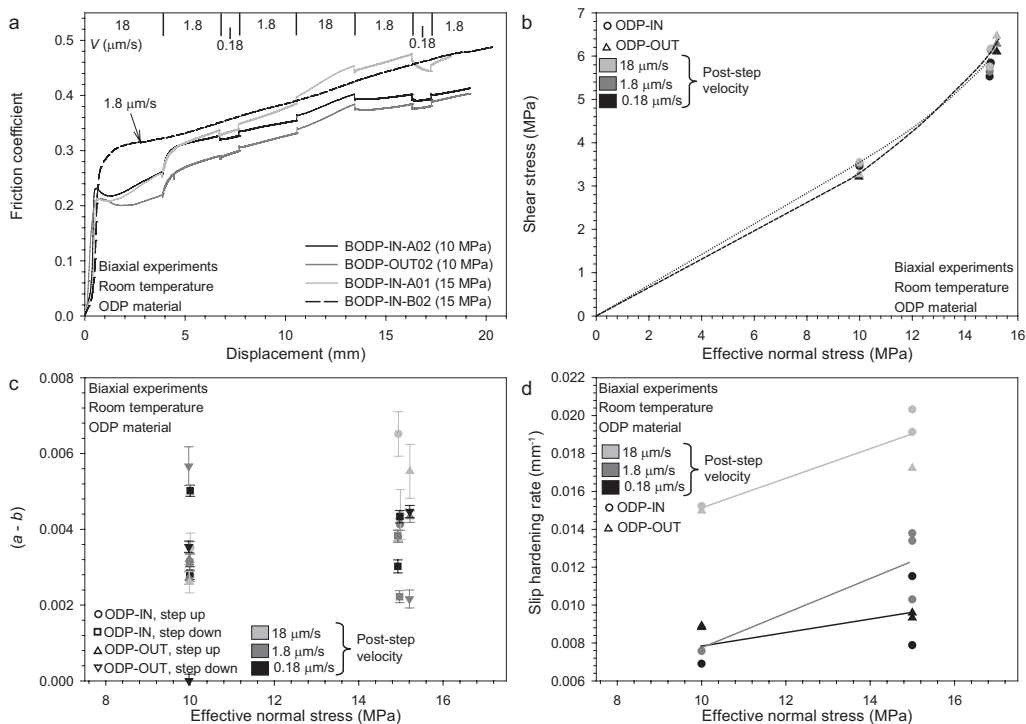 a
18
1.8
1.8
18
1.8
0.18
0.18
V (μm/s)
0.5
0.4
0.3
0.2
0.1
0.0
Friction coefficient
1.8 μm/s
Biaxial experiments
Room temperature
ODP material
BODP-IN-A02 (10 MPa)
BODP-OUT02 (10 MPa)
BODP-IN-A01 (15 MPa)
BODP-IN-B02 (15 MPa)
0
5
10
15
20
Displacement (mm)
b
ODP-IN
ODP-OUT
18 μm/s
1.8 μm/s
0.18 μm/s
Post-step
velocity
7
6
5
4
3
2
1
0
Shear stress (MPa)
Biaxial experiments
Room temperature
ODP material
0
2
4
6
8
10
12
14
16
Effective normal stress (MPa)
c
Biaxial experiments
Room temperature
ODP material
0.008
0.006
0.004
0.002
0.000
(a - b)
ODP-IN, step up
ODP-IN, step down
ODP-OUT, step up
ODP-OUT, step down
18 μm/s
1.8 μm/s
0.18 μm/s
Post-step
velocity
8
10
12
14
16
Effective normal stress (MPa)
d
Biaxial experiments
Room temperature
ODP material
18 μm/s
1.8 μm/s
0.18 μm/s
Post-step
velocity
ODP-IN
ODP-OUT
0.022
0.020
0.018
0.016
0.014
0.012
0.010
0.008
0.006
Slip hardening rate (mm⁻¹)
8
10
12
14
16
Effective normal stress (MPa)